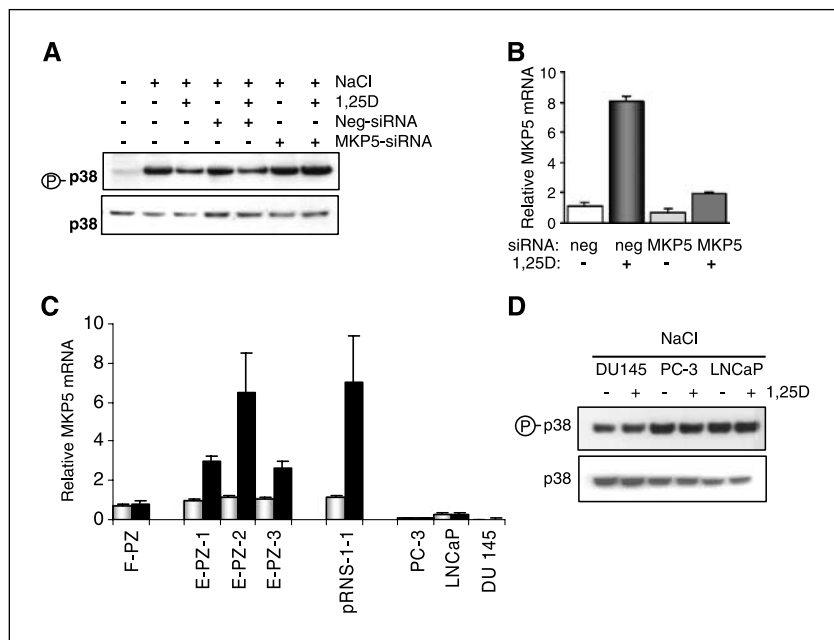 A
- + + + + + + NaCl
- - + - + - + 1,25D
- - - + + - - Neg-siRNA
- - - - - + + MKP5-siRNA
P-p38
p38
B
Relative MKP5 mRNA
10
8
6
4
2
0
siRNA: neg neg MKP5 MKP5
1,25D: - + - +
C
Relative MKP5 mRNA
10
8
6
4
2
0
F-PZ
E-PZ-1
E-PZ-2
E-PZ-3
pRNS-1-1
PC-3
LNCaP
DU 145
D
NaCl
DU145 PC-3 LNCaP
- + - + - + 1,25D
P-p38
p38